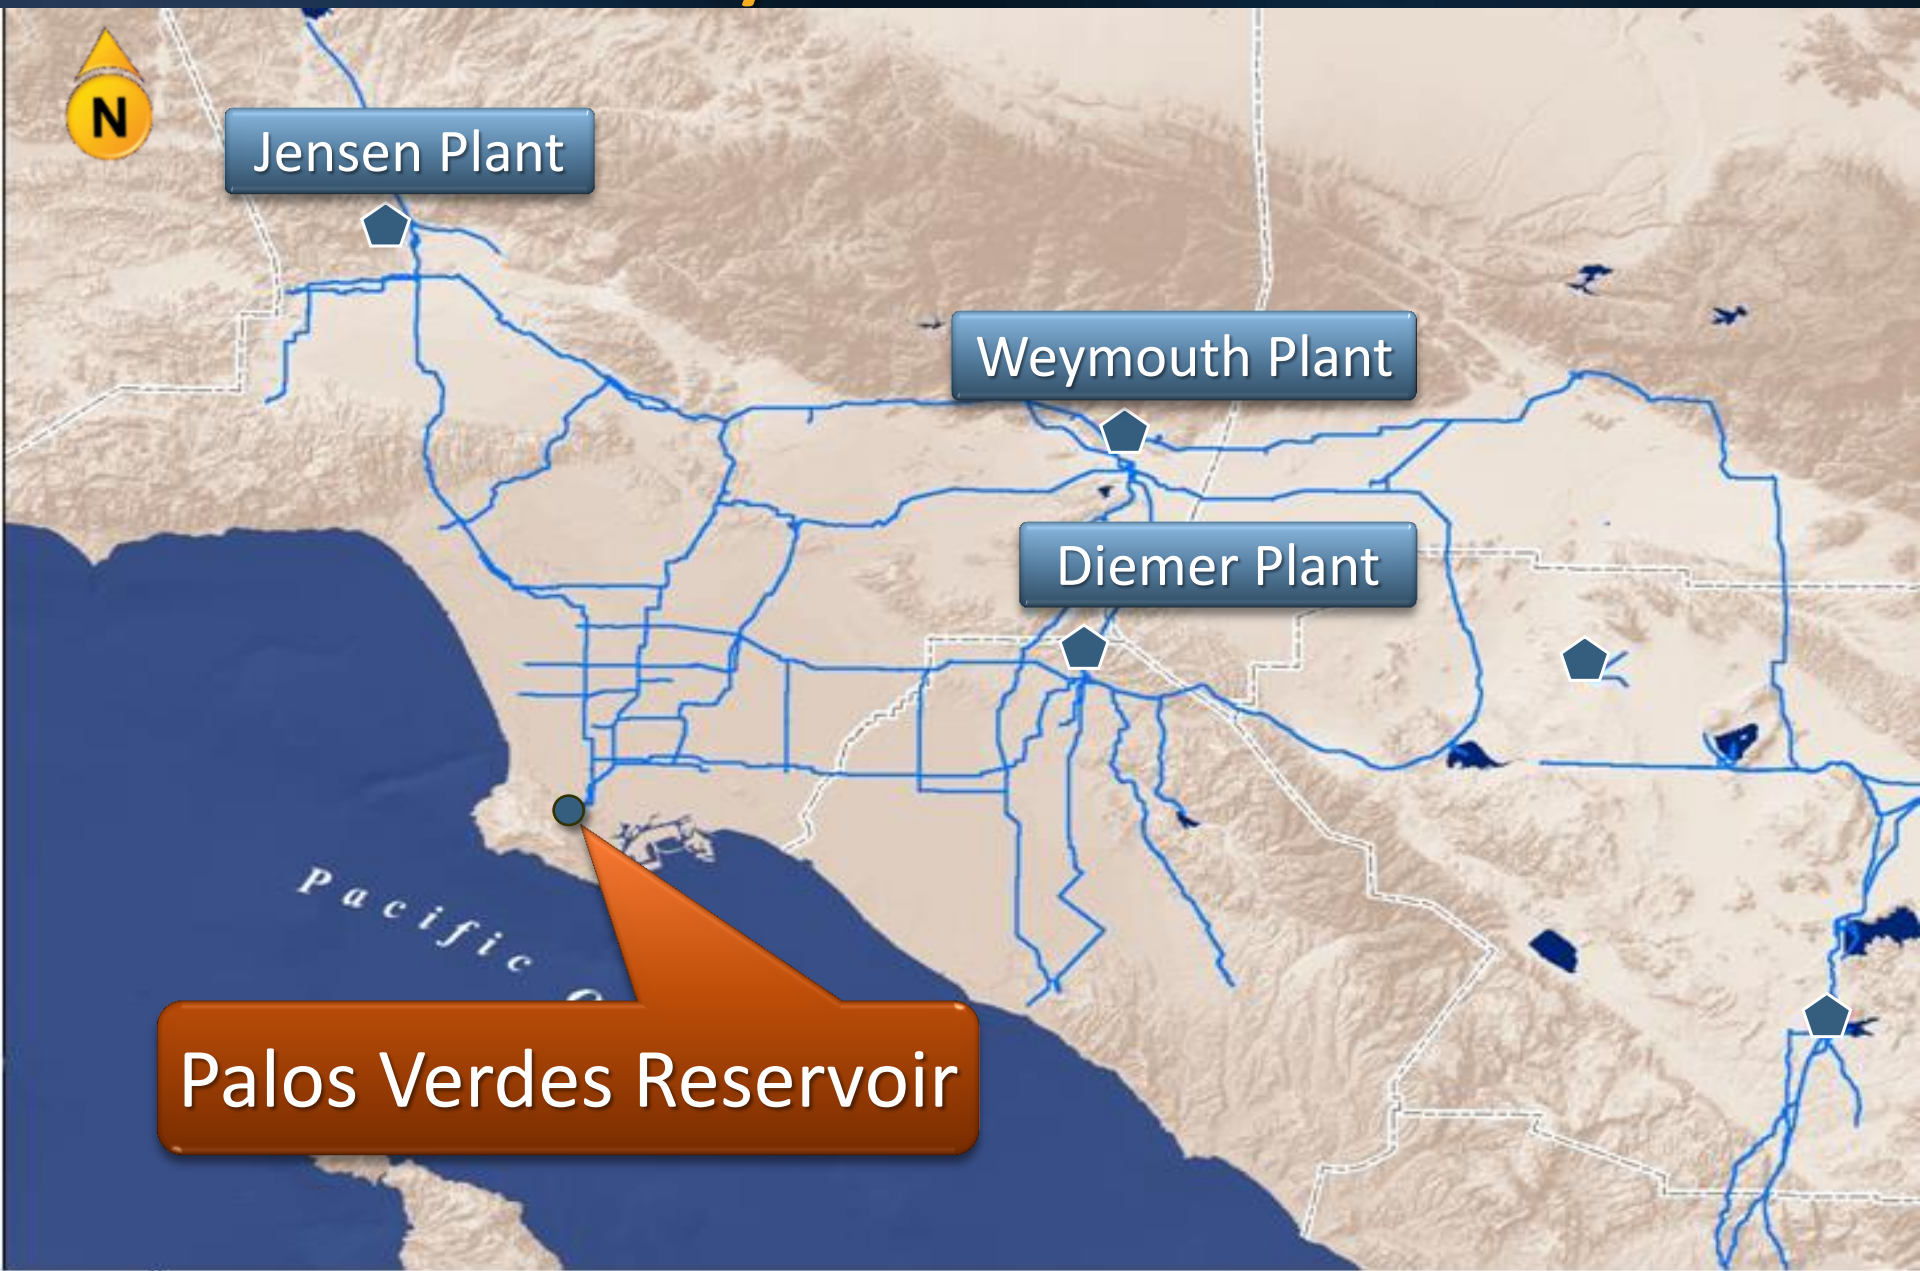 N
Jensen Plant
Weymouth Plant
Diemer Plant
Pacific
Palos Verdes Reservoir